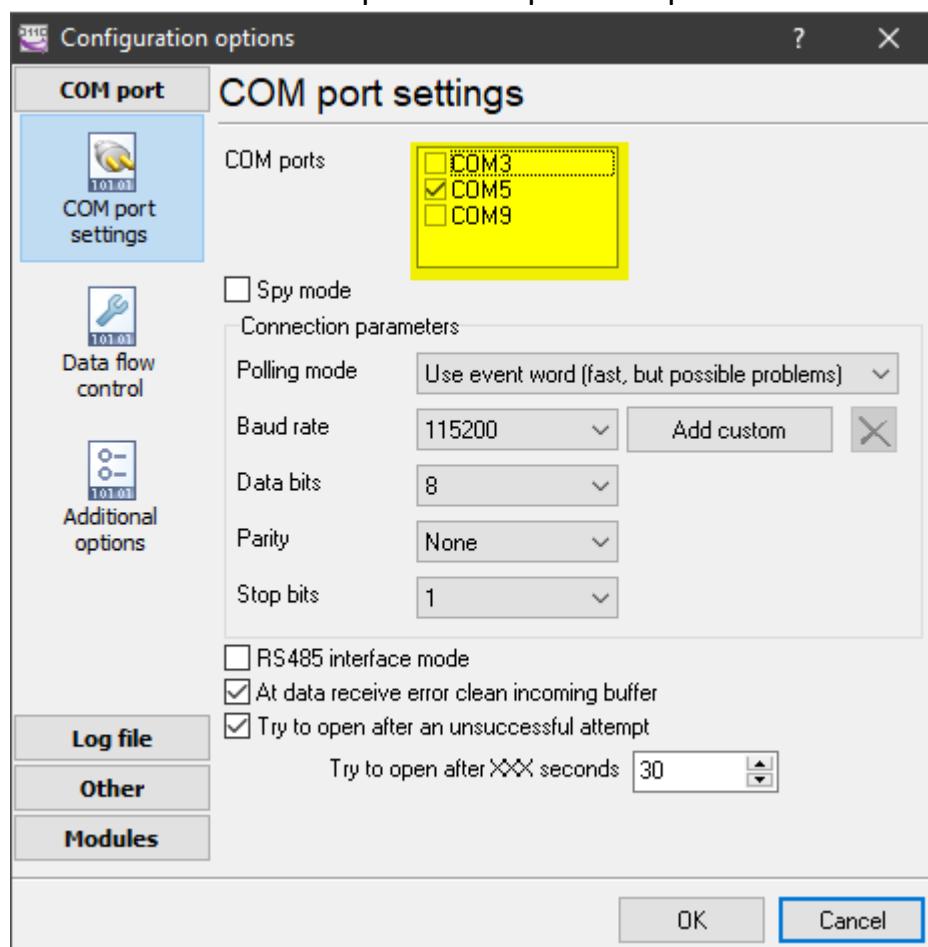 Configuration options
?
COM port
COM port settings
COM port
settings
Data flow
control
Additional
options
COM ports
COM3
COM5
COM9
Spy mode
Connection parameters
Polling mode
Use event word (fast, but possible problems)
Baud rate
115200
Add custom
Data bits
8
Parity
None
Stop bits
1
RS485 interface mode
At data receive error clean incoming buffer
Try to open after an unsuccessful attempt
Try to open after XXX seconds
30
Log file
Other
Modules
OK
Cancel